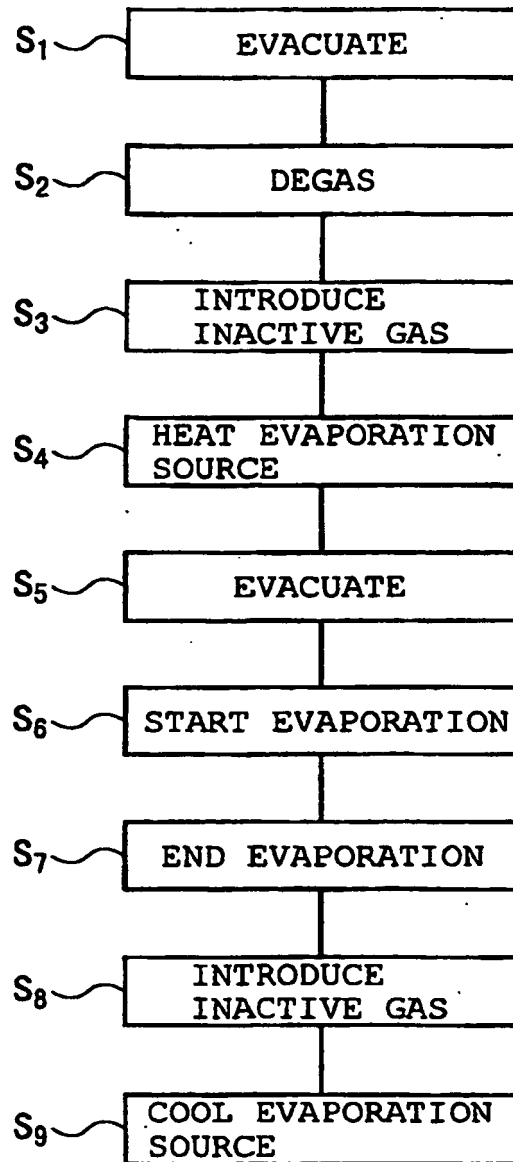 S1 EVACUATE
S2 DEGAS
S3 INTRODUCE
INACTIVE GAS
S4 HEAT EVAPORATION
SOURCE
S5 EVACUATE
S6 START EVAPORATION
S7 END EVAPORATION
S8 INTRODUCE
INACTIVE GAS
S9 COOL EVAPORATION
SOURCE